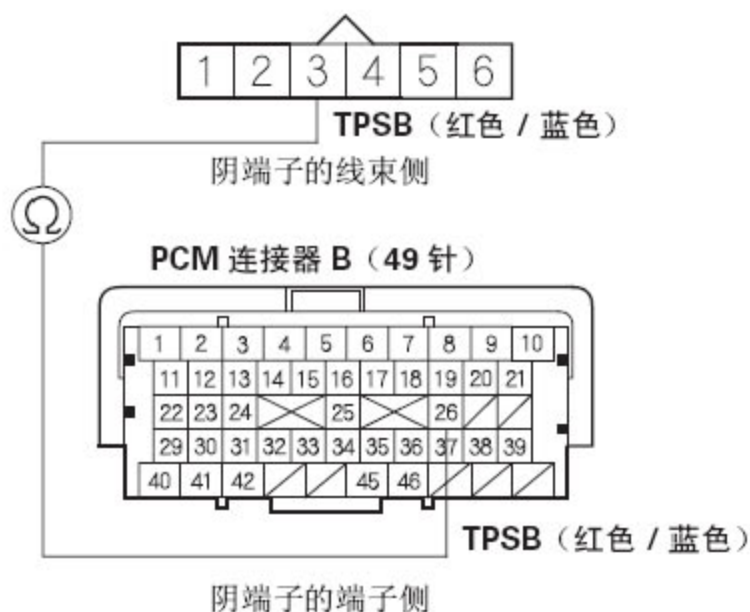 1 2 3 4 5 6
TPSB（红色 / 蓝色）
阴端子的线束侧
Ω
PCM 连接器 B（49 针）
1 2 3 4 5 6 7 8 9 10
11 12 13 14 15 16 17 18 19 20 21
22 23 24 25 26
29 30 31 32 33 34 35 36 37 38 39
40 41 42 45 46
TPSB（红色 / 蓝色）
阴端子的端子侧